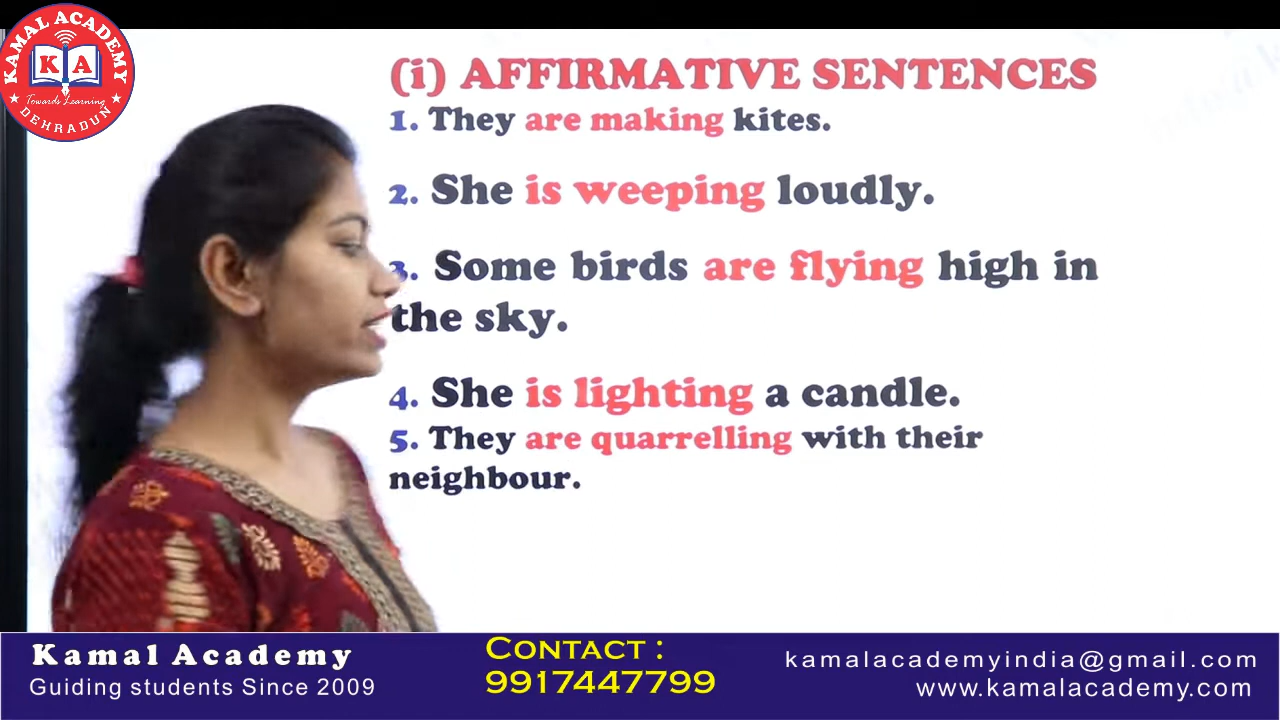 KAMAL ACADEMY
K A
Towards Learning
DEHRADUN
(i) AFFIRMATIVE SENTENCES
1. They are making kites.
2. She is weeping loudly.
3. Some birds are flying high in
the sky.
4. She is lighting a candle.
5. They are quarrelling with their
neighbour.
Kamal Academy
Guiding students Since 2009
CONTACT :
9917447799
kamalacademyindia@gmail.com
www.kamalacademy.com